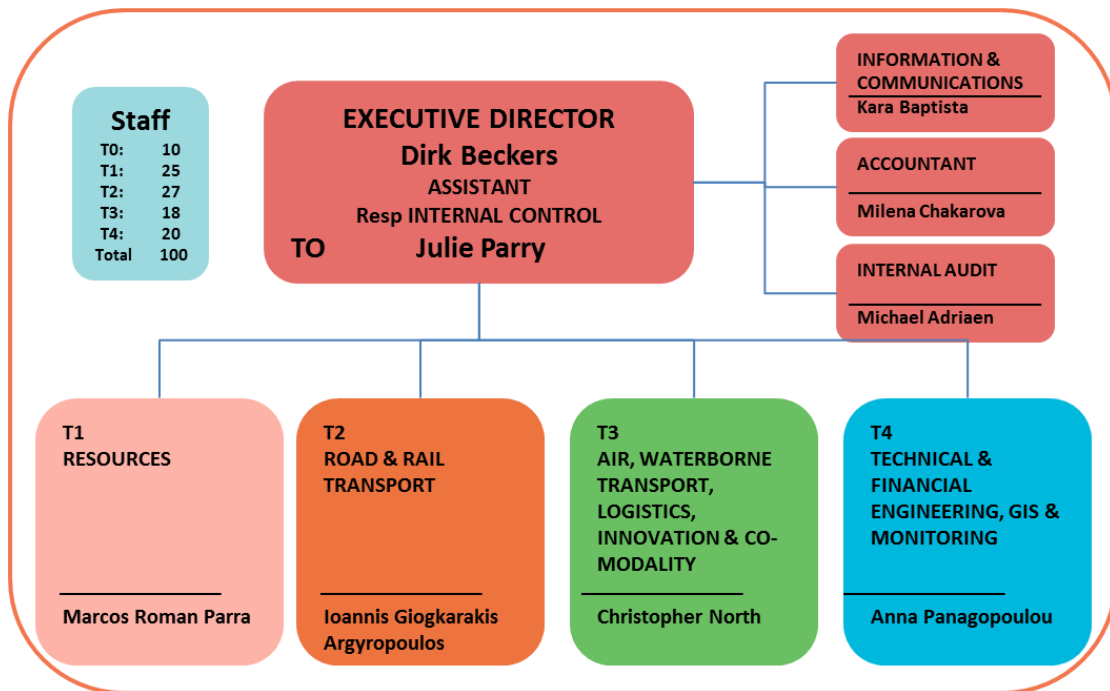 Staff
T0: 10
T1: 25
T2: 27
T3: 18
T4: 20
Total 100
EXECUTIVE DIRECTOR
Dirk Beckers
ASSISTANT
Resp INTERNAL CONTROL
TO Julie Parry
INFORMATION &
COMMUNICATIONS
Kara Baptista
ACCOUNTANT
Milena Chakarova
INTERNAL AUDIT
Michael Adriaen
T1
RESOURCES
Marcos Roman Parra
T2
ROAD & RAIL
TRANSPORT
Ioannis Giogkarakis
Argyropoulos
T3
AIR, WATERBORNE
TRANSPORT,
LOGISTICS,
INNOVATION & CO-
MODALITY
Christopher North
T4
TECHNICAL &
FINANCIAL
ENGINEERING, GIS &
MONITORING
Anna Panagopoulou